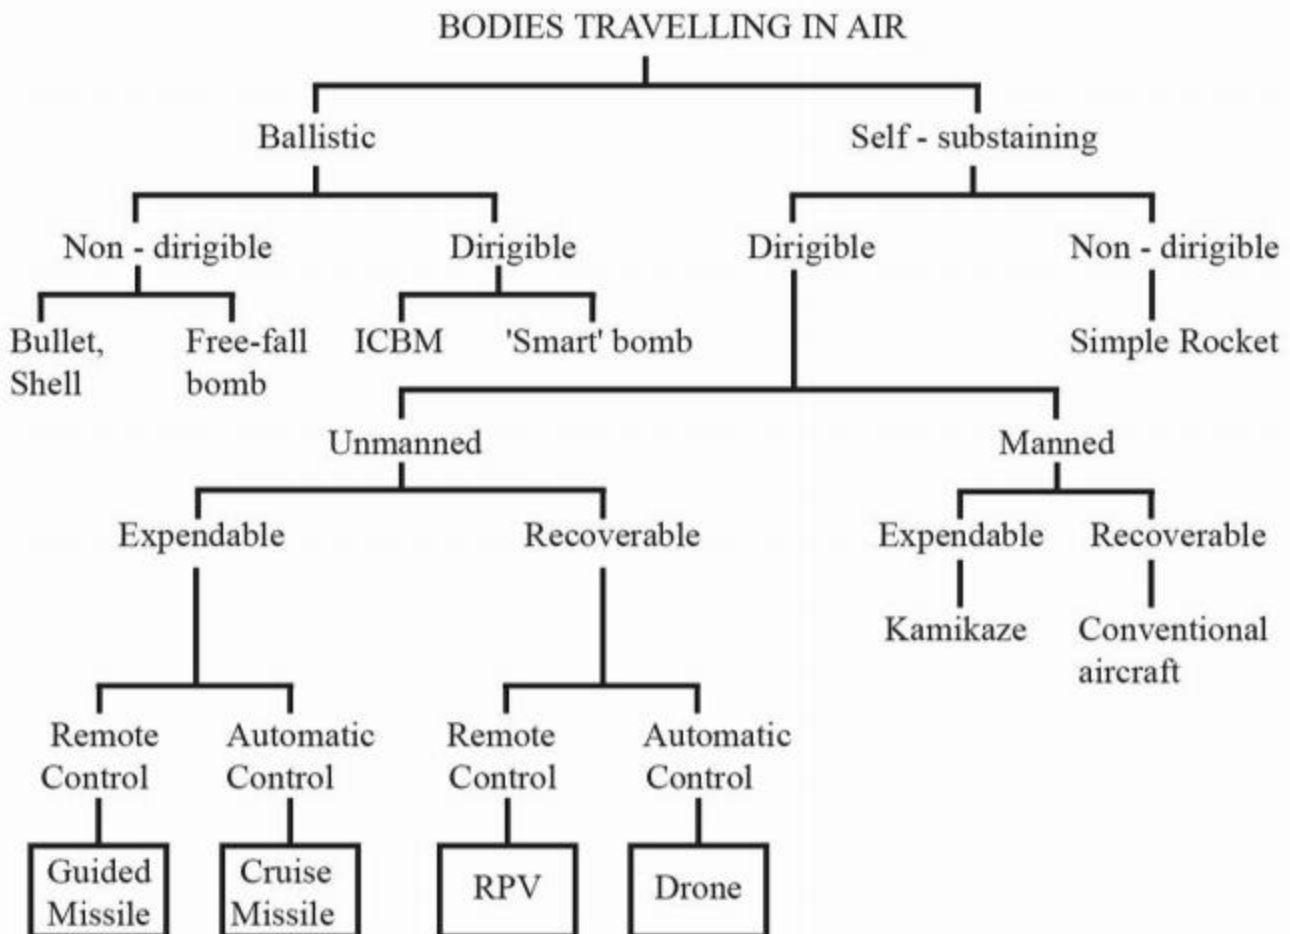 BODIES TRAVELLING IN AIR
Ballistic
Self - substaining
Non - dirigible
Dirigible
Dirigible
Non - dirigible
Bullet,
Shell
Free-fall
bomb
ICBM
'Smart' bomb
Simple Rocket
Unmanned
Manned
Expendable
Recoverable
Expendable
Recoverable
Kamikaze
Conventional
aircraft
Remote
Control
Automatic
Control
Remote
Control
Automatic
Control
Guided
Missile
Cruise
Missile
RPV
Drone